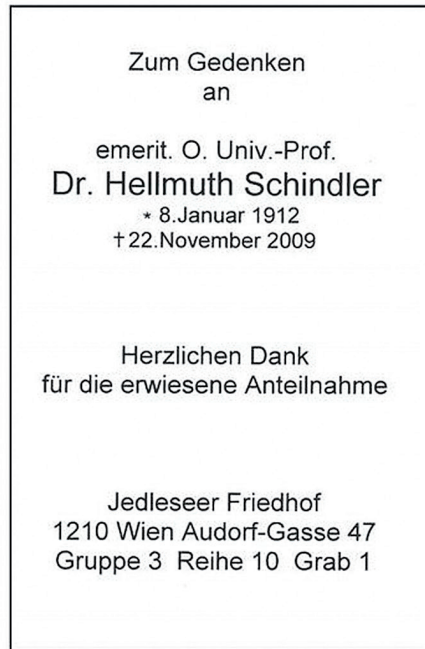 Zum Gedenken
an
emerit. O. Univ.-Prof.
Dr. Hellmuth Schindler
* 8.Januar 1912
† 22.November 2009
Herzlichen Dank
für die erwiesene Anteilnahme
Jedleseer Friedhof
1210 Wien Audorf-Gasse 47
Gruppe 3 Reihe 10 Grab 1